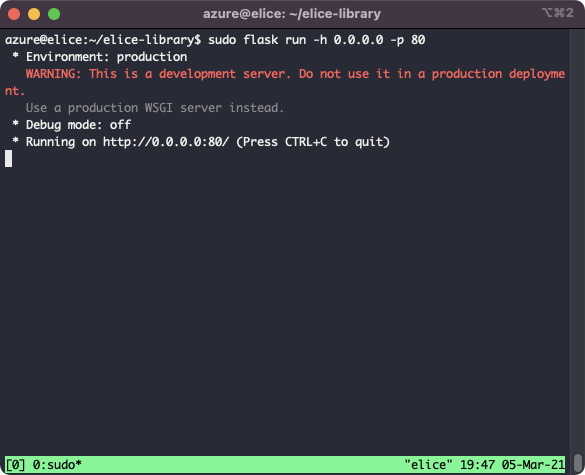 azure@elice: ~/elice-library
⌥⌘2
azure@elice:~/elice-library$ sudo flask run -h 0.0.0.0 -p 80
 * Environment: production
   WARNING: This is a development server. Do not use it in a production deployme
nt.
   Use a production WSGI server instead.
 * Debug mode: off
 * Running on http://0.0.0.0:80/ (Press CTRL+C to quit)
[0] 0:sudo* "elice" 19:47 05-Mar-21